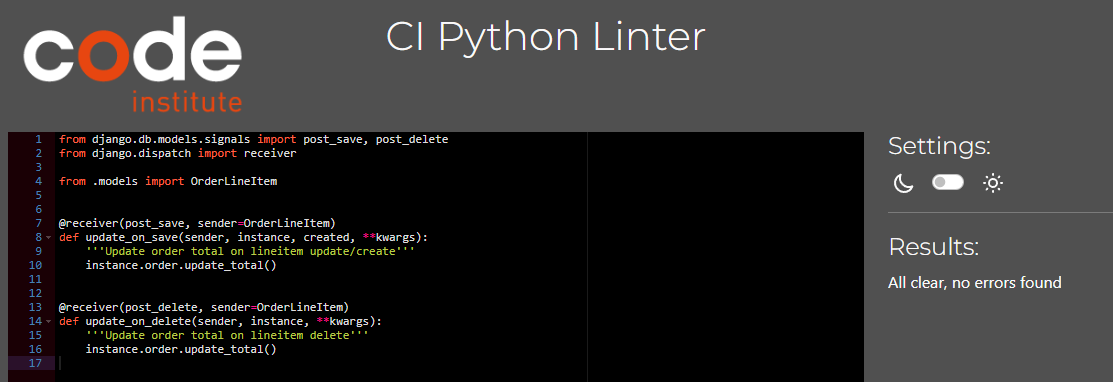 code
institute
CI Python Linter
1 from django.db.models.signals import post_save, post_delete
2 from django.dispatch import receiver
3
4 from .models import OrderLineItem
5
6
7 @receiver(post_save, sender=OrderLineItem)
8 def update_on_save(sender, instance, created, **kwargs):
9     '''Update order total on lineitem update/create'''
10     instance.order.update_total()
11
12
13 @receiver(post_delete, sender=OrderLineItem)
14 def update_on_delete(sender, instance, **kwargs):
15     '''Update order total on lineitem delete'''
16     instance.order.update_total()
17
Settings:
Results:
All clear, no errors found